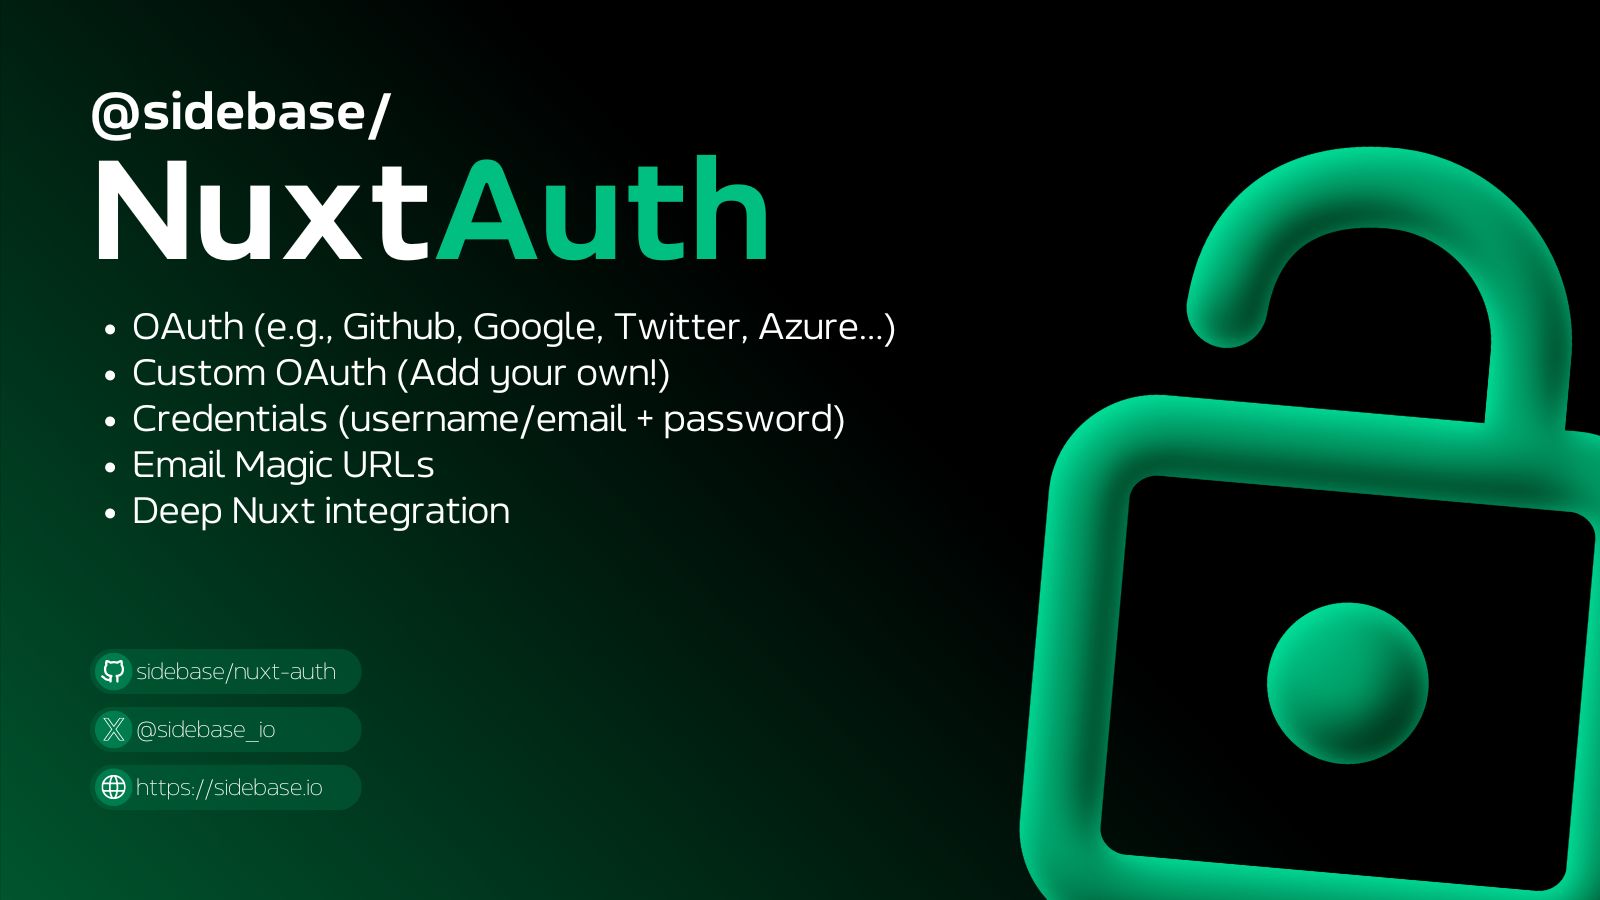 @sidebase/
NuxtAuth
• OAuth (e.g., Github, Google, Twitter, Azure...)
• Custom OAuth (Add your own!)
• Credentials (username/email + password)
• Email Magic URLs
• Deep Nuxt integration
sidebase/nuxt-auth
@sidebase_io
https://sidebase.io